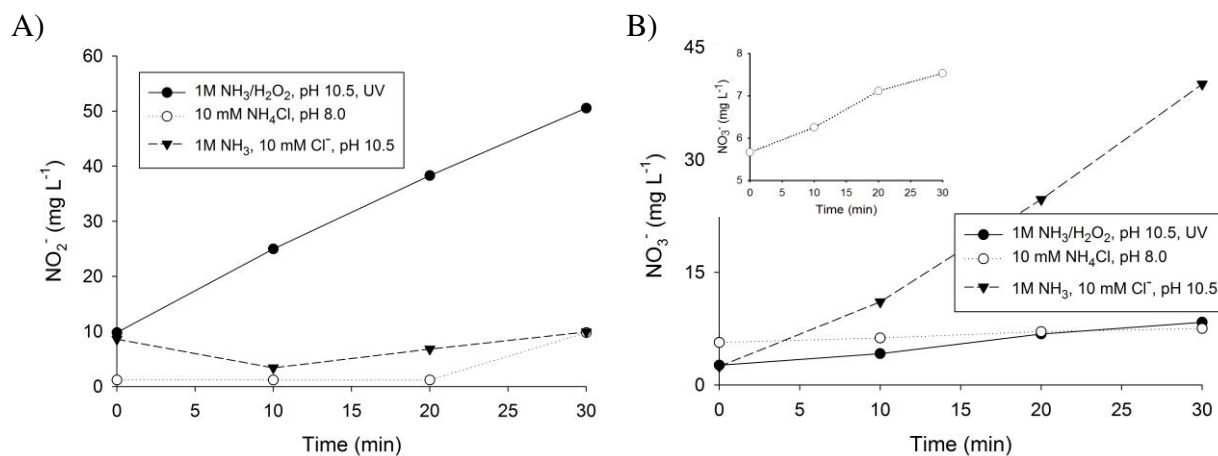 A)
NO₂⁻ (mg L⁻¹)
60
50
40
30
20
10
0
1M NH₃/H₂O₂, pH 10.5, UV
10 mM NH₄Cl, pH 8.0
1M NH₃, 10 mM Cl⁻, pH 10.5
0 5 10 15 20 25 30
Time (min)
B)
NO₃⁻ (mg L⁻¹)
45
30
15
0
NO₃⁻ (mg L⁻¹)
8
7
6
5
0 10 20 30
Time (min)
1M NH₃/H₂O₂, pH 10.5, UV
10 mM NH₄Cl, pH 8.0
1M NH₃, 10 mM Cl⁻, pH 10.5
0 5 10 15 20 25 30
Time (min)